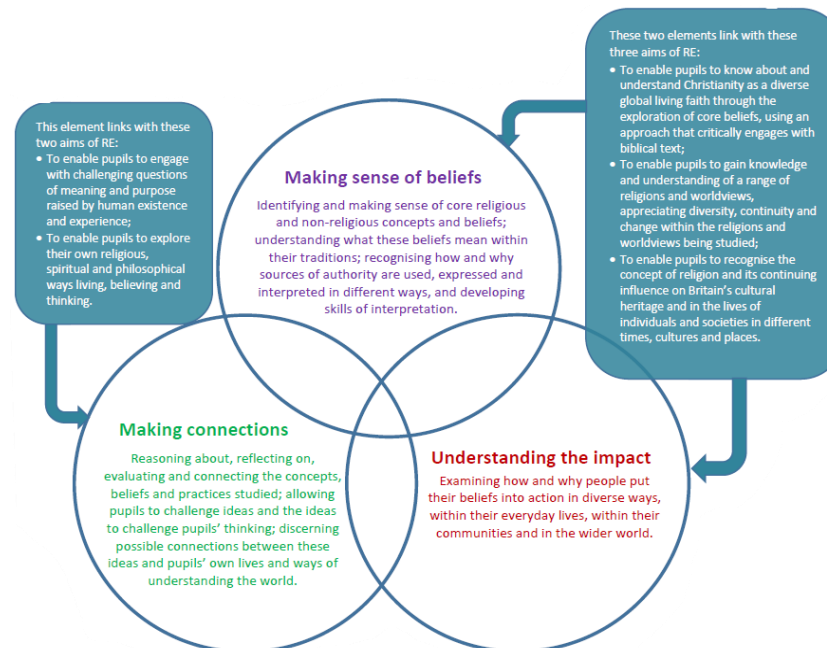 These two elements link with these
three aims of RE:
• To enable pupils to know about and
understand Christianity as a diverse
global living faith through the
exploration of core beliefs, using an
approach that critically engages with
biblical text;
• To enable pupils to gain knowledge
and understanding of a range of
religions and worldviews,
appreciating diversity, continuity and
change within the religions and
worldviews being studied;
• To enable pupils to recognise the
concept of religion and its continuing
influence on Britain's cultural
heritage and in the lives of
individuals and societies in different
times, cultures and places.
This element links with these
two aims of RE:
• To enable pupils to engage
with challenging questions
of meaning and purpose
raised by human existence
and experience;
• To enable pupils to explore
their own religious,
spiritual and philosophical
ways living, believing and
thinking.
Making sense of beliefs
Identifying and making sense of core religious
and non-religious concepts and beliefs;
understanding what these beliefs mean within
their traditions; recognising how and why
sources of authority are used, expressed and
interpreted in different ways, and developing
skills of interpretation.
Making connections
Reasoning about, reflecting on,
evaluating and connecting the concepts,
beliefs and practices studied; allowing
pupils to challenge ideas and the ideas
to challenge pupils' thinking; discerning
possible connections between these
ideas and pupils' own lives and ways of
understanding the world.
Understanding the impact
Examining how and why people put
their beliefs into action in diverse ways,
within their everyday lives, within their
communities and in the wider world.